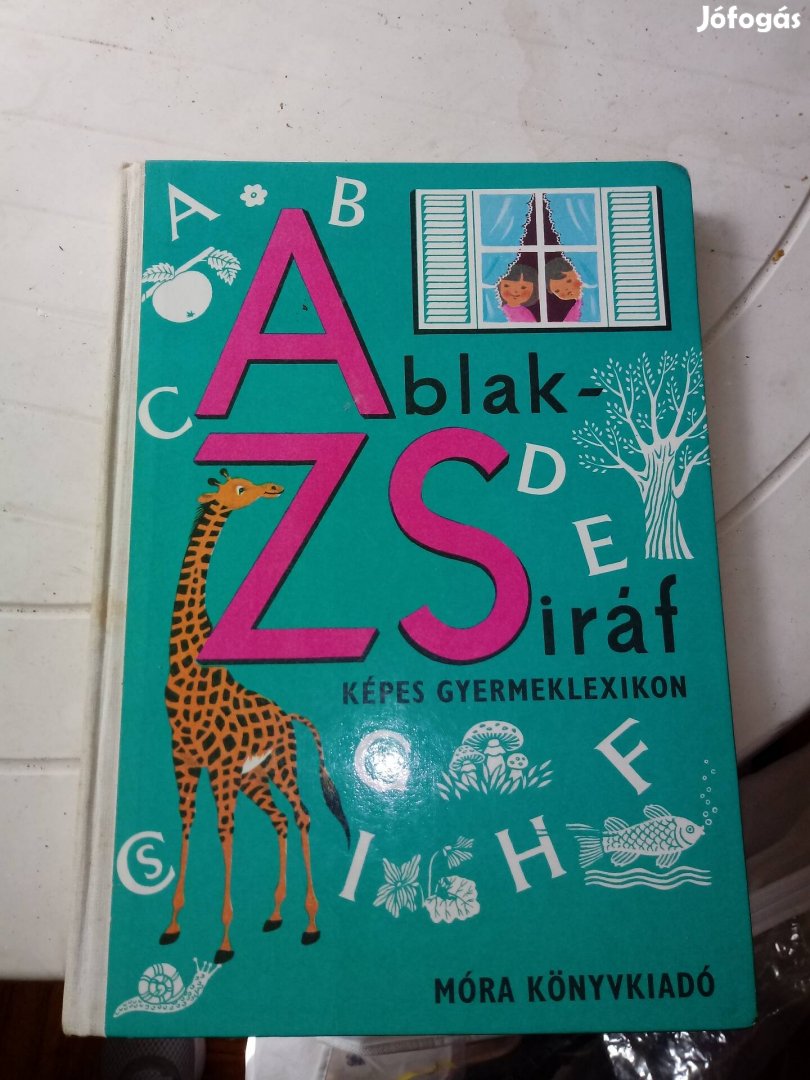 Jófogás
A B
Ablak-
C
D
ZSiráf
E
KÉPES GYERMEKLEXIKON
G F
CS I H
MÓRA KÖNYVKIADÓ